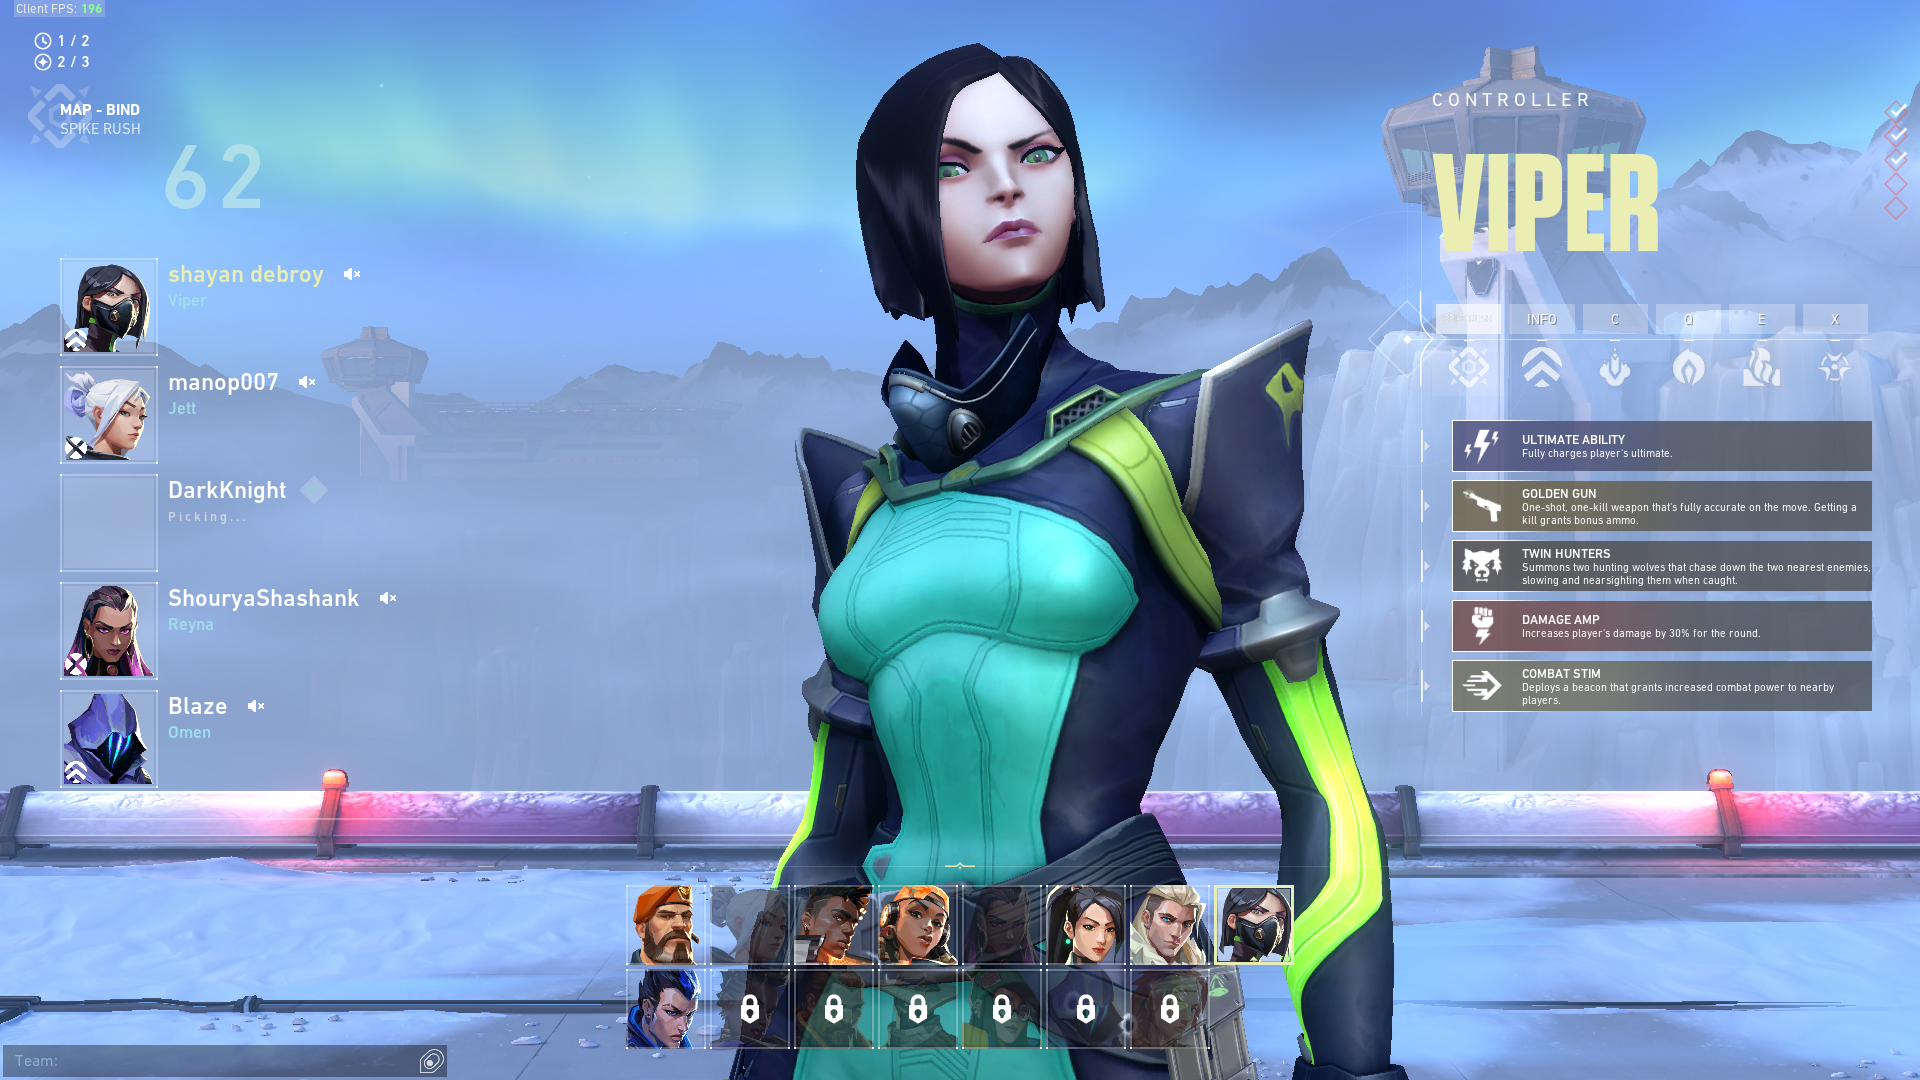 Client FPS: 196
1 / 2
2 / 3
MAP - BIND
SPIKE RUSH
62
shayan debroy
Viper
manop007
Jett
DarkKnight
Picking...
ShouryaShashank
Reyna
Blaze
Omen
Team:
CONTROLLER
VIPER
INFO
C
Q
E
X
ULTIMATE ABILITY
Fully charges player's ultimate.
GOLDEN GUN
One-shot, one-kill weapon that's fully accurate on the move. Getting a
kill grants bonus ammo.
TWIN HUNTERS
Summons two hunting wolves that chase down the two nearest enemies,
slowing and nearsighting them when caught.
DAMAGE AMP
Increases player's damage by 30% for the round.
COMBAT STIM
Deploys a beacon that grants increased combat power to nearby
players.